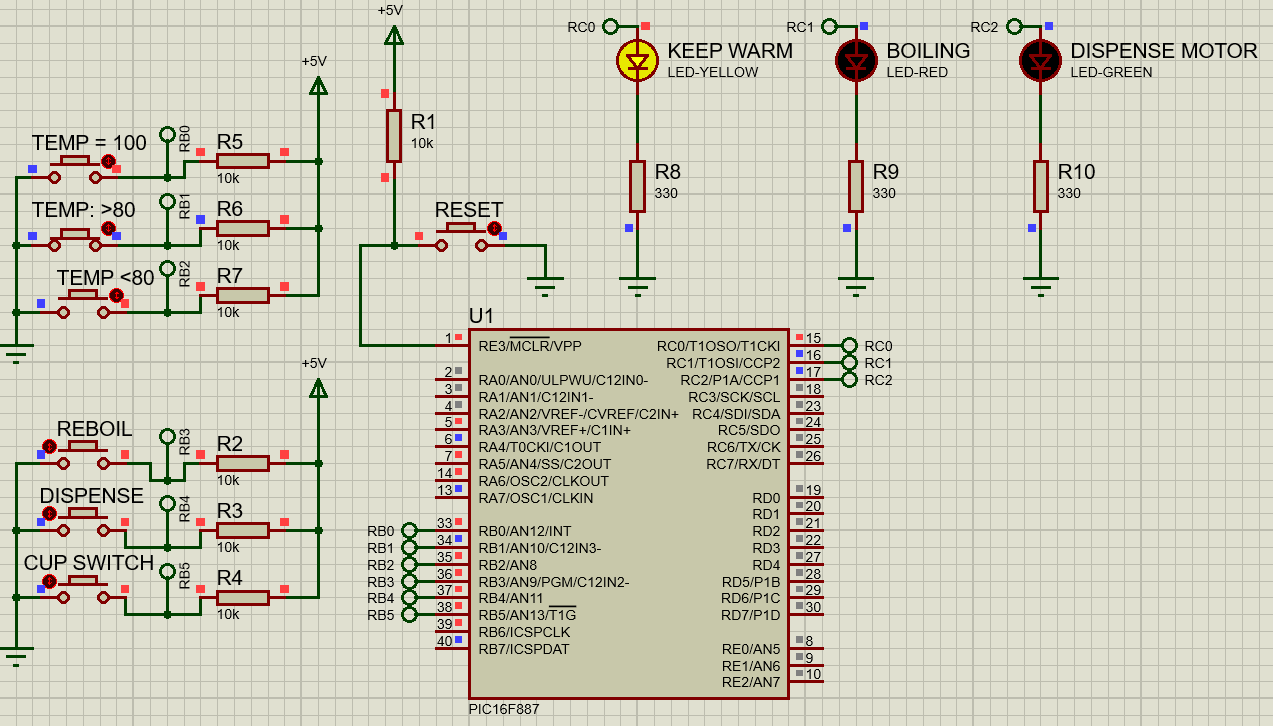 +5V
RC0
KEEP WARM
LED-YELLOW
RC1
BOILING
LED-RED
RC2
DISPENSE MOTOR
LED-GREEN
+5V
R1
10k
TEMP = 100
RB0
R5
10k
TEMP: >80
RB1
R6
10k
TEMP <80
RB2
R7
10k
RESET
R8
330
R9
330
R10
330
U1
1 RE3/MCLR/VPP
2 RA0/AN0/ULPWU/C12IN0-
3 RA1/AN1/C12IN1-
4 RA2/AN2/VREF-/CVREF/C2IN+
5 RA3/AN3/VREF+/C1IN+
6 RA4/T0CKI/C1OUT
7 RA5/AN4/SS/C2OUT
14 RA6/OSC2/CLKOUT
13 RA7/OSC1/CLKIN
RB0 33 RB0/AN12/INT
RB1 34 RB1/AN10/C12IN3-
RB2 35 RB2/AN8
RB3 36 RB3/AN9/PGM/C12IN2-
RB4 37 RB4/AN11
RB5 38 RB5/AN13/T1G
39 RB6/ICSPCLK
40 RB7/ICSPDAT
RC0/T1OSO/T1CKI 15 RC0
RC1/T1OSI/CCP2 16 RC1
RC2/P1A/CCP1 17 RC2
RC3/SCK/SCL 18
RC4/SDI/SDA 23
RC5/SDO 24
RC6/TX/CK 25
RC7/RX/DT 26
RD0 19
RD1 20
RD2 21
RD3 22
RD4 27
RD5/P1B 28
RD6/P1C 29
RD7/P1D 30
RE0/AN5 8
RE1/AN6 9
RE2/AN7 10
PIC16F887
+5V
REBOIL
RB3
R2
10k
DISPENSE
RB4
R3
10k
CUP SWITCH
RB5
R4
10k